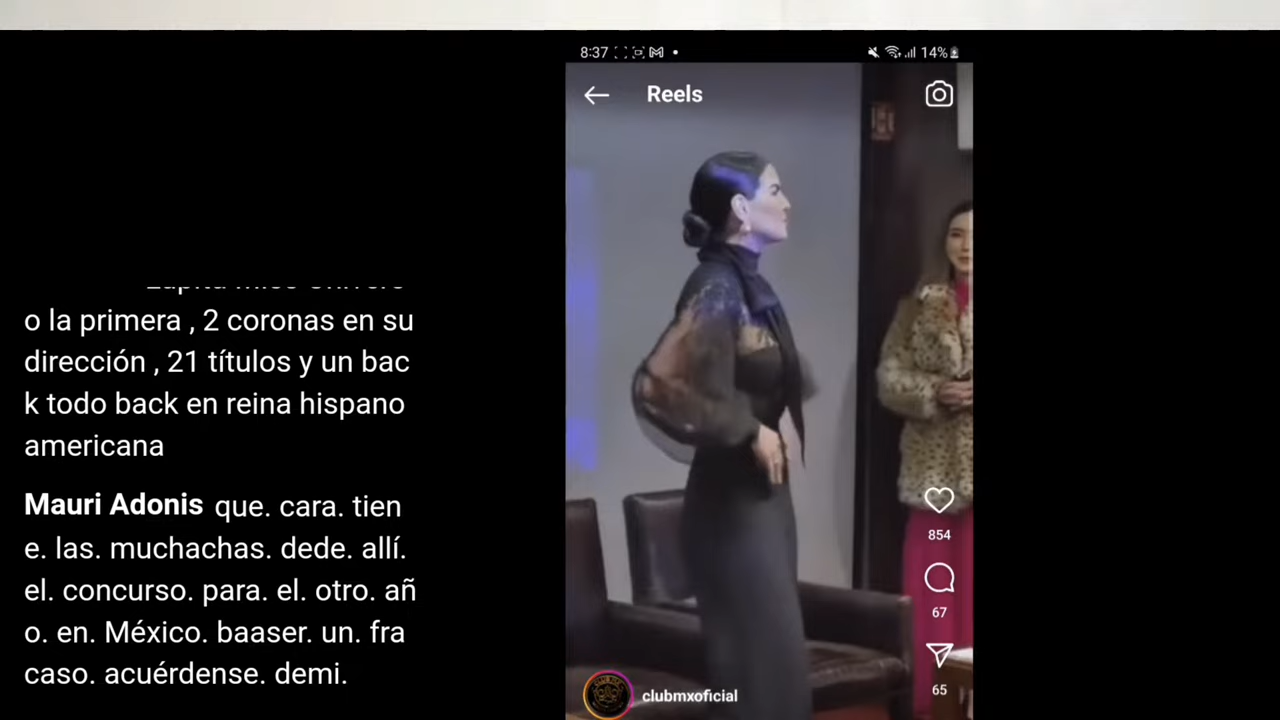 o la primera , 2 coronas en su
dirección , 21 títulos y un bac
k todo back en reina hispano
americana
Mauri Adonis que. cara. tien
e. las. muchachas. dede. allí.
el. concurso. para. el. otro. añ
o. en. México. baaser. un. fra
caso. acuérdense. demi.
8:37
14%
Reels
854
67
65
clubmxoficial